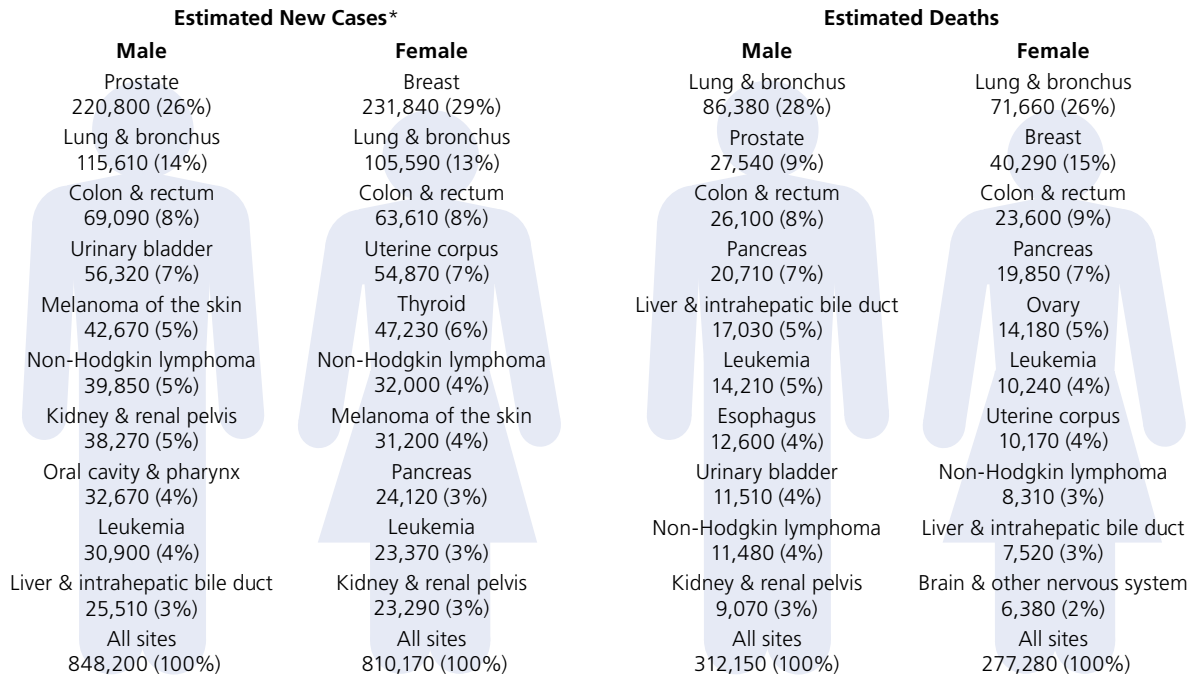 Estimated New Cases*
Male
Prostate
220,800 (26%)
Lung & bronchus
115,610 (14%)
Colon & rectum
69,090 (8%)
Urinary bladder
56,320 (7%)
Melanoma of the skin
42,670 (5%)
Non-Hodgkin lymphoma
39,850 (5%)
Kidney & renal pelvis
38,270 (5%)
Oral cavity & pharynx
32,670 (4%)
Leukemia
30,900 (4%)
Liver & intrahepatic bile duct
25,510 (3%)
All sites
848,200 (100%)
Female
Breast
231,840 (29%)
Lung & bronchus
105,590 (13%)
Colon & rectum
63,610 (8%)
Uterine corpus
54,870 (7%)
Thyroid
47,230 (6%)
Non-Hodgkin lymphoma
32,000 (4%)
Melanoma of the skin
31,200 (4%)
Pancreas
24,120 (3%)
Leukemia
23,370 (3%)
Kidney & renal pelvis
23,290 (3%)
All sites
810,170 (100%)
Estimated Deaths
Male
Lung & bronchus
86,380 (28%)
Prostate
27,540 (9%)
Colon & rectum
26,100 (8%)
Pancreas
20,710 (7%)
Liver & intrahepatic bile duct
17,030 (5%)
Leukemia
14,210 (5%)
Esophagus
12,600 (4%)
Urinary bladder
11,510 (4%)
Non-Hodgkin lymphoma
11,480 (4%)
Kidney & renal pelvis
9,070 (3%)
All sites
312,150 (100%)
Female
Lung & bronchus
71,660 (26%)
Breast
40,290 (15%)
Colon & rectum
23,600 (9%)
Pancreas
19,850 (7%)
Ovary
14,180 (5%)
Leukemia
10,240 (4%)
Uterine corpus
10,170 (4%)
Non-Hodgkin lymphoma
8,310 (3%)
Liver & intrahepatic bile duct
7,520 (3%)
Brain & other nervous system
6,380 (2%)
All sites
277,280 (100%)